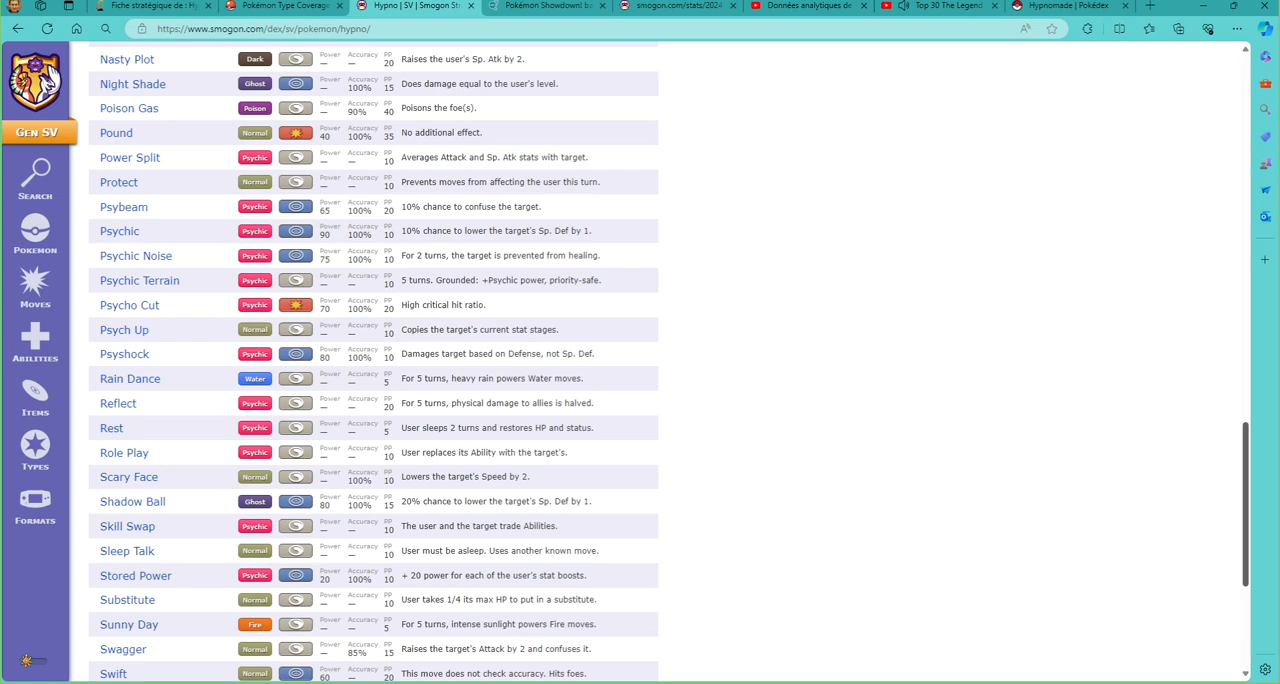 Fiche stratégique de : Hy
Pokémon Type Coverage
Hypno | SV | Smogon St
Pokémon Showdown! ba
smogon.com/stats/2024
Données analytiques de
Top 30 The Legend
Hypnomade | Pokédex
https://www.smogon.com/dex/sv/pokemon/hypno/
GEN SV
SEARCH
POKEMON
MOVES
ABILITIES
ITEMS
TYPES
FORMATS
Nasty Plot Dark Power — Accuracy — PP 20 Raises the user's Sp. Atk by 2.
Night Shade Ghost Power — Accuracy 100% PP 15 Does damage equal to the user's level.
Poison Gas Poison Power — Accuracy 90% PP 40 Poisons the foe(s).
Pound Normal Power 40 Accuracy 100% PP 35 No additional effect.
Power Split Psychic Power — Accuracy — PP 10 Averages Attack and Sp. Atk stats with target.
Protect Normal Power — Accuracy — PP 10 Prevents moves from affecting the user this turn.
Psybeam Psychic Power 65 Accuracy 100% PP 20 10% chance to confuse the target.
Psychic Psychic Power 90 Accuracy 100% PP 10 10% chance to lower the target's Sp. Def by 1.
Psychic Noise Psychic Power 75 Accuracy 100% PP 10 For 2 turns, the target is prevented from healing.
Psychic Terrain Psychic Power — Accuracy — PP 10 5 turns. Grounded: +Psychic power, priority-safe.
Psycho Cut Psychic Power 70 Accuracy 100% PP 20 High critical hit ratio.
Psych Up Normal Power — Accuracy — PP 10 Copies the target's current stat stages.
Psyshock Psychic Power 80 Accuracy 100% PP 10 Damages target based on Defense, not Sp. Def.
Rain Dance Water Power — Accuracy — PP 5 For 5 turns, heavy rain powers Water moves.
Reflect Psychic Power — Accuracy — PP 20 For 5 turns, physical damage to allies is halved.
Rest Psychic Power — Accuracy — PP 5 User sleeps 2 turns and restores HP and status.
Role Play Psychic Power — Accuracy — PP 10 User replaces its Ability with the target's.
Scary Face Normal Power — Accuracy 100% PP 10 Lowers the target's Speed by 2.
Shadow Ball Ghost Power 80 Accuracy 100% PP 15 20% chance to lower the target's Sp. Def by 1.
Skill Swap Psychic Power — Accuracy — PP 10 The user and the target trade Abilities.
Sleep Talk Normal Power — Accuracy — PP 10 User must be asleep. Uses another known move.
Stored Power Psychic Power 20 Accuracy 100% PP 10 + 20 power for each of the user's stat boosts.
Substitute Normal Power — Accuracy — PP 10 User takes 1/4 its max HP to put in a substitute.
Sunny Day Fire Power — Accuracy — PP 5 For 5 turns, intense sunlight powers Fire moves.
Swagger Normal Power — Accuracy 85% PP 15 Raises the target's Attack by 2 and confuses it.
Swift Normal Power 60 Accuracy — PP 20 This move does not check accuracy. Hits foes.